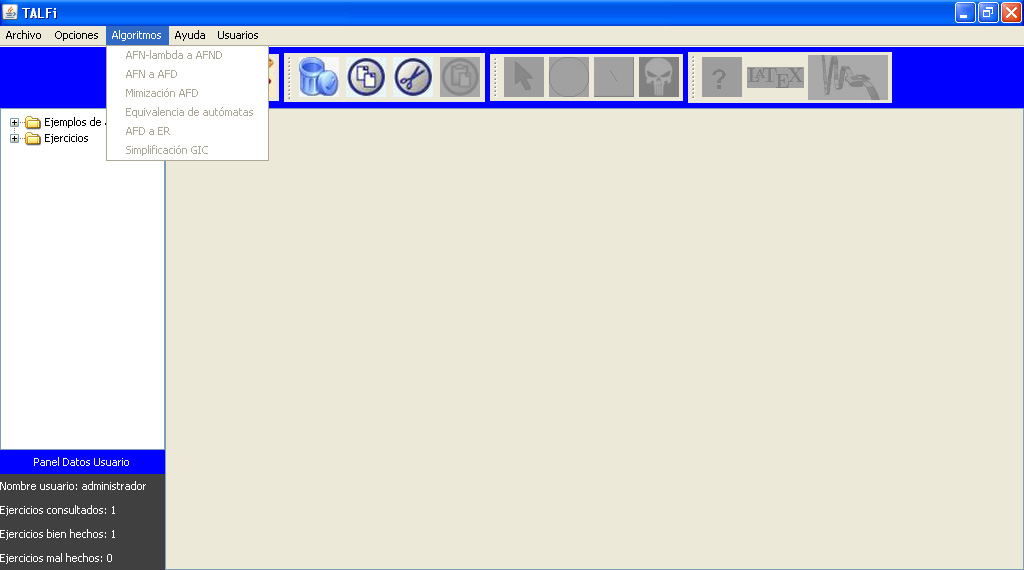 TALFi
Archivo Opciones Algoritmos Ayuda Usuarios
AFN-lambda a AFND
AFN a AFD
Mimización AFD
Equivalencia de autómatas
AFD a ER
Simplificación GIC
? LATEX
Ejemplos de
Ejercicios
Panel Datos Usuario
Nombre usuario: administrador
Ejercicios consultados: 1
Ejercicios bien hechos: 1
Ejercicios mal hechos: 0